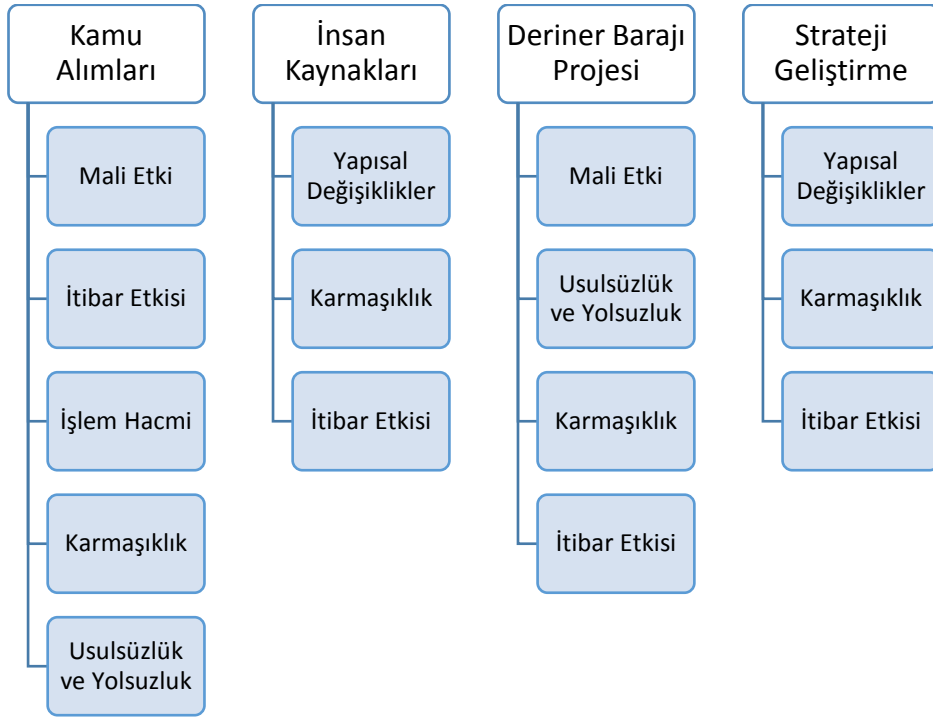 Kamu
Alımları
Mali Etki
İtibar Etkisi
İşlem Hacmi
Karmaşıklık
Usulsüzlük
ve Yolsuzluk
İnsan
Kaynakları
Yapısal
Değişiklikler
Karmaşıklık
İtibar Etkisi
Deriner Barajı
Projesi
Mali Etki
Usulsüzlük
ve Yolsuzluk
Karmaşıklık
İtibar Etkisi
Strateji
Geliştirme
Yapısal
Değişiklikler
Karmaşıklık
İtibar Etkisi